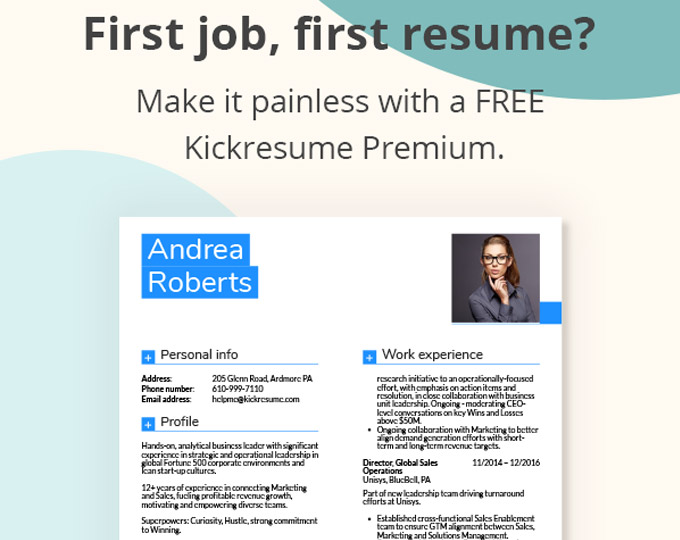 First job, first resume?
Make it painless with a FREE
Kickresume Premium.
Andrea
Roberts
Personal info
Address: 205 Glenn Road, Ardmore PA
Phone number: 610-999-7110
Email address: helpme@kickresume.com
Profile
Hands-on, analytical business leader with significant
experience in strategic and operational leadership in
global Fortune 500 corporate environments and
lean start-up cultures.
12+ years of experience in connecting Marketing
and Sales, fueling profitable revenue growth,
motivating and empowering diverse teams.
Superpowers: Curiosity, Hustle, strong commitment
to Winning.
Work experience
research initiative to an operationally-focused
effort, with emphasis on action items and
resolution, in close collaboration with business
unit leadership. Ongoing - moderating CEO-
level conversations on key Wins and Losses
above $50M.
• Ongoing collaboration with Marketing to better
align demand generation efforts with short-
term and long-term revenue targets.
Director, Global Sales 11/2014 – 12/2016
Operations
Unisys, BlueBell, PA
Part of new leadership team driving turnaround
efforts at Unisys.
• Established cross-functional Sales Enablement
team to ensure GTM alignment between Sales,
Marketing and Solutions Management.